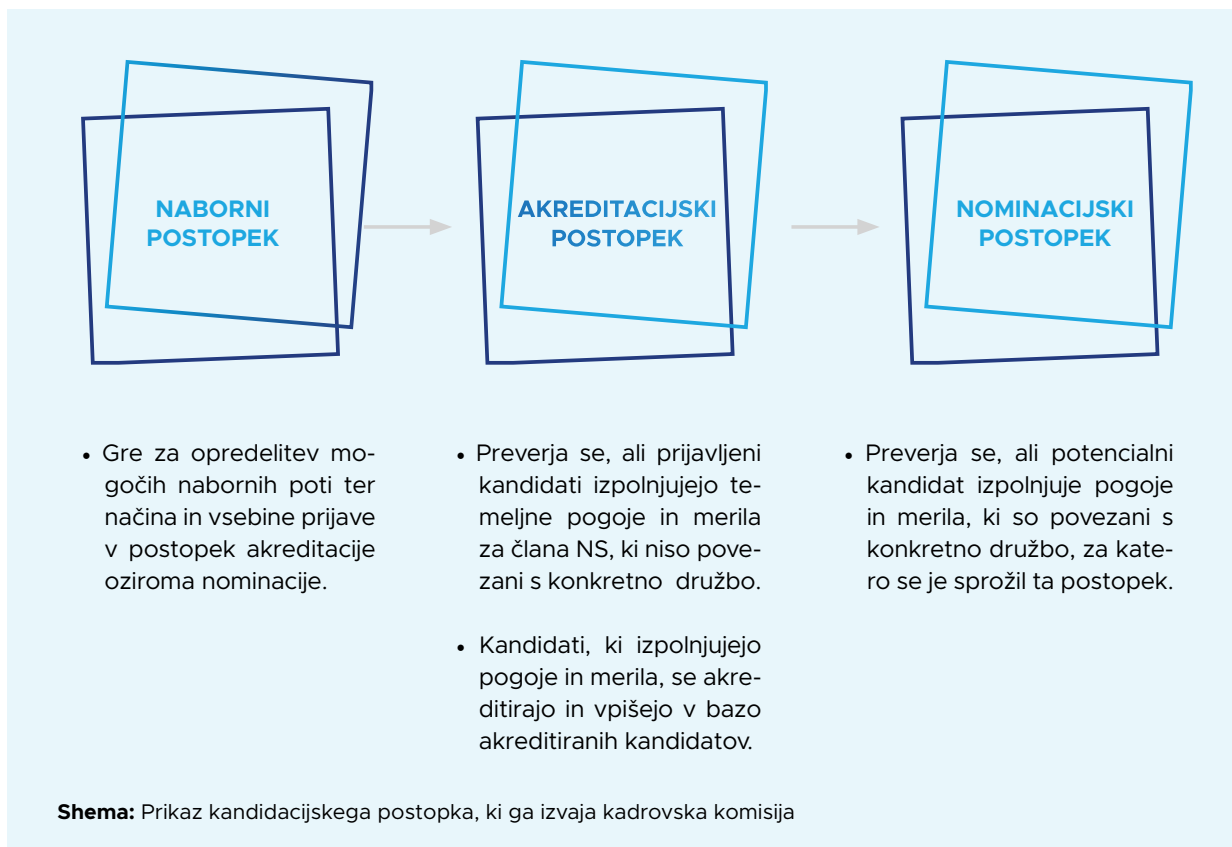 NABORNI
POSTOPEK
AKREDITACIJSKI
POSTOPEK
NOMINACIJSKI
POSTOPEK
• Gre za opredelitev mo-
gočih nabornih poti ter
načina in vsebine prijave
v postopek akreditacije
oziroma nominacije.
• Preverja se, ali prijavljeni
kandidati izpolnjujejo te-
meljne pogoje in merila
za člana NS, ki niso pove-
zani s konkretno družbo.
• Kandidati, ki izpolnjujejo
pogoje in merila, se akre-
ditirajo in vpišejo v bazo
akreditiranih kandidatov.
• Preverja se, ali potencialni
kandidat izpolnjuje pogoje
in merila, ki so povezani s
konkretno družbo, za kate-
ro se je sprožil ta postopek.
Shema: Prikaz kandidacijskega postopka, ki ga izvaja kadrovska komisija